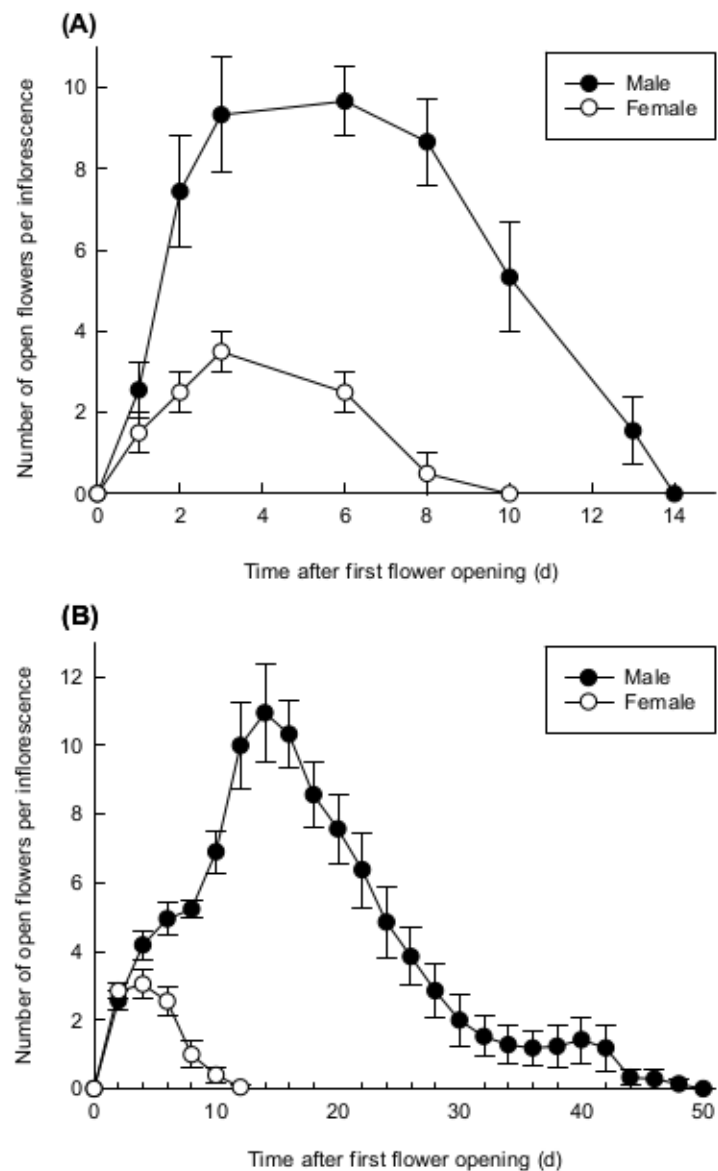 (A)
Number of open flowers per inflorescence
10
8
6
4
2
0
Male
Female
0 2 4 6 8 10 12 14
Time after first flower opening (d)
(B)
Number of open flowers per inflorescence
12
10
8
6
4
2
0
Male
Female
0 10 20 30 40 50
Time after first flower opening (d)